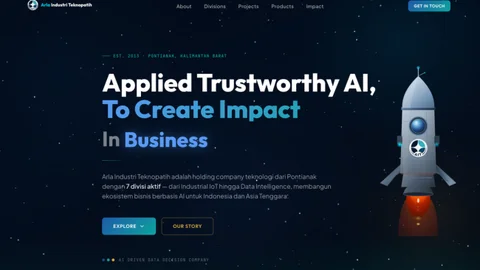 Arla Industri Teknopatih
About Divisions Projects Products Impact
GET IN TOUCH
EST. 2015 · PONTIANAK, KALIMANTAN BARAT
Applied Trustworthy AI,
To Create Impact
In Business
Arla Industri Teknopatih adalah holding company teknologi dari Pontianak
dengan 7 divisi aktif — dari Industrial IoT hingga Data Intelligence, membangun
ekosistem bisnis berbasis AI untuk Indonesia dan Asia Tenggara.
EXPLORE
OUR STORY
AI DRIVEN DATA DECISION COMPANY